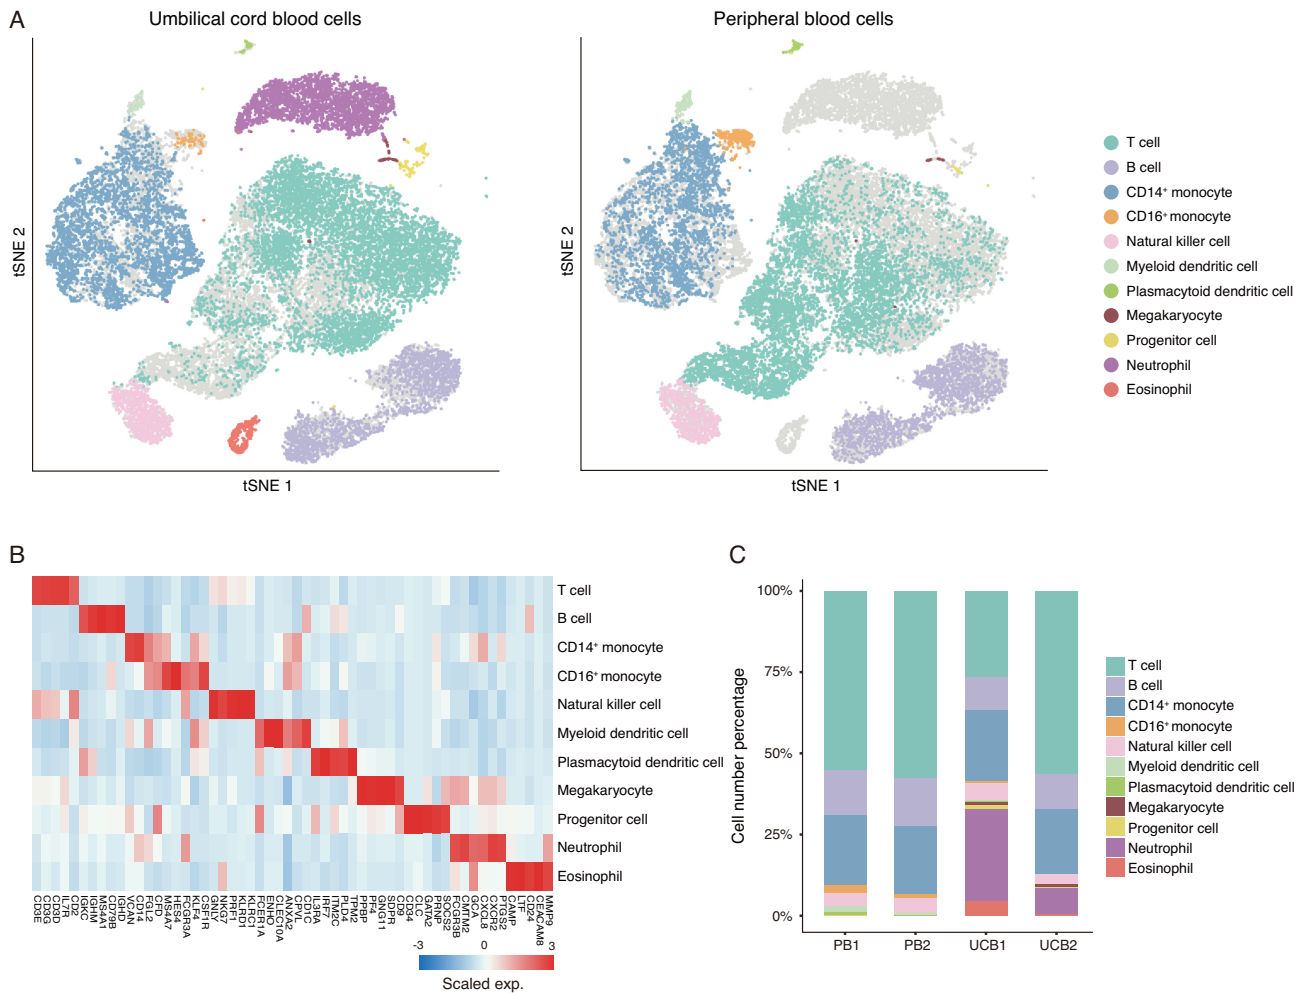 A
Umbilical cord blood cells
Peripheral blood cells
tSNE 2
tSNE 1
tSNE 2
tSNE 1
T cell
B cell
CD14⁺ monocyte
CD16⁺ monocyte
Natural killer cell
Myeloid dendritic cell
Plasmacytoid dendritic cell
Megakaryocyte
Progenitor cell
Neutrophil
Eosinophil
B
T cell
B cell
CD14⁺ monocyte
CD16⁺ monocyte
Natural killer cell
Myeloid dendritic cell
Plasmacytoid dendritic cell
Megakaryocyte
Progenitor cell
Neutrophil
Eosinophil
CD3E
CD3G
CD3D
IL7R
CD2
IGKC
IGHM
MS4A1
CD79B
IGHD
VCAN
CD14
FGL2
CFD
MS4A7
HES4
FCGR3A
KLF4
CSF1R
GNLY
NKG7
PRF1
KLRD1
KLRC1
FCER1A
ENHO
CLEC10A
ANXA2
CPVL
CD1C
IL3RA
IRF7
ITM2C
PLD4
TPM2
PPBP
PF4
GNG11
SDPR
CD9
CD34
CLC
GATA2
PRNP
SOCS2
FCGR3B
CMTM2
GCA
CXCL8
CXCR2
PTGS2
CAMP
LTF
CD24
CEACAM8
MMP9
-3
0
3
Scaled exp.
C
Cell number percentage
100%
75%
50%
25%
0%
PB1
PB2
UCB1
UCB2
T cell
B cell
CD14⁺ monocyte
CD16⁺ monocyte
Natural killer cell
Myeloid dendritic cell
Plasmacytoid dendritic cell
Megakaryocyte
Progenitor cell
Neutrophil
Eosinophil